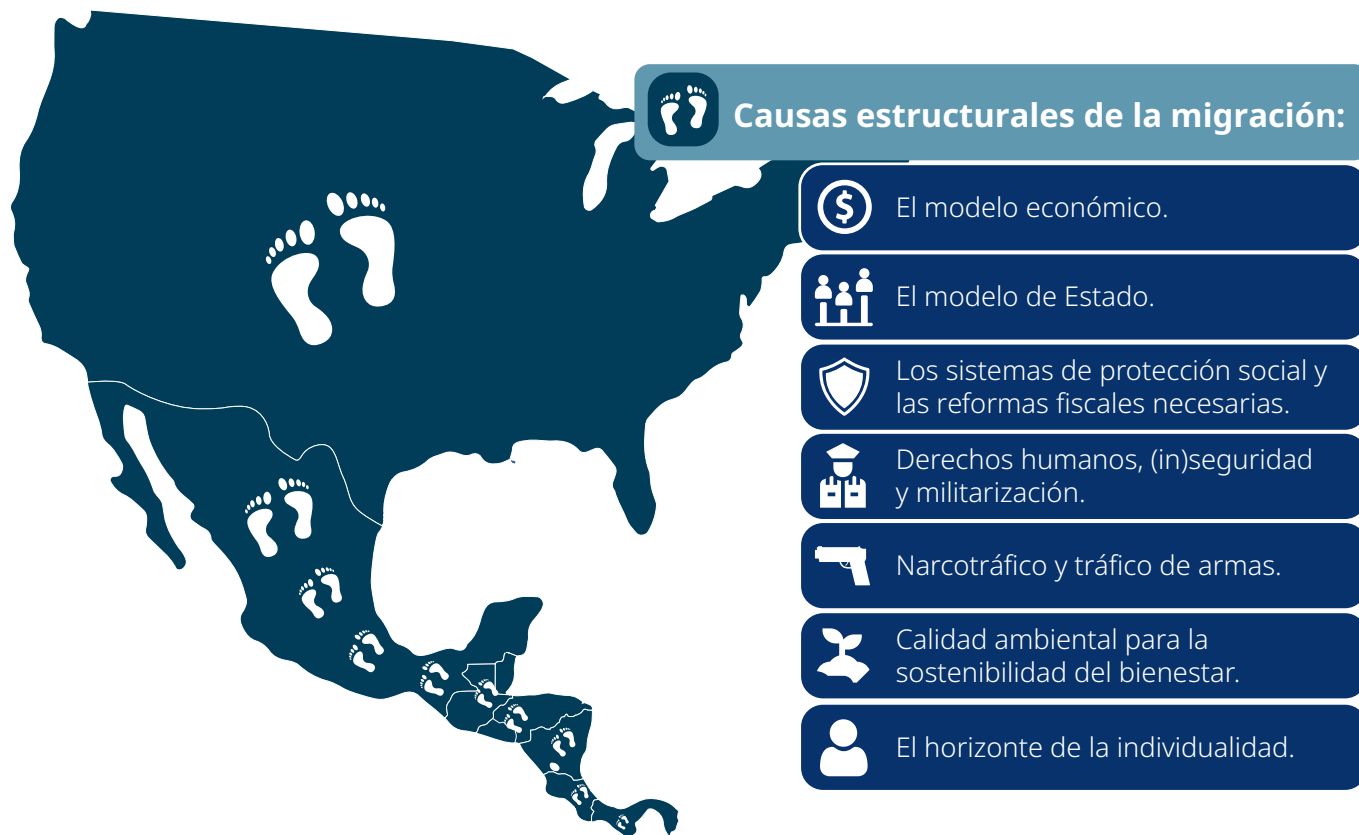 Causas estructurales de la migración:
$
El modelo económico.
El modelo de Estado.
Los sistemas de protección social y
las reformas fiscales necesarias.
Derechos humanos, (in)seguridad
y militarización.
Narcotráfico y tráfico de armas.
Calidad ambiental para la
sostenibilidad del bienestar.
El horizonte de la individualidad.